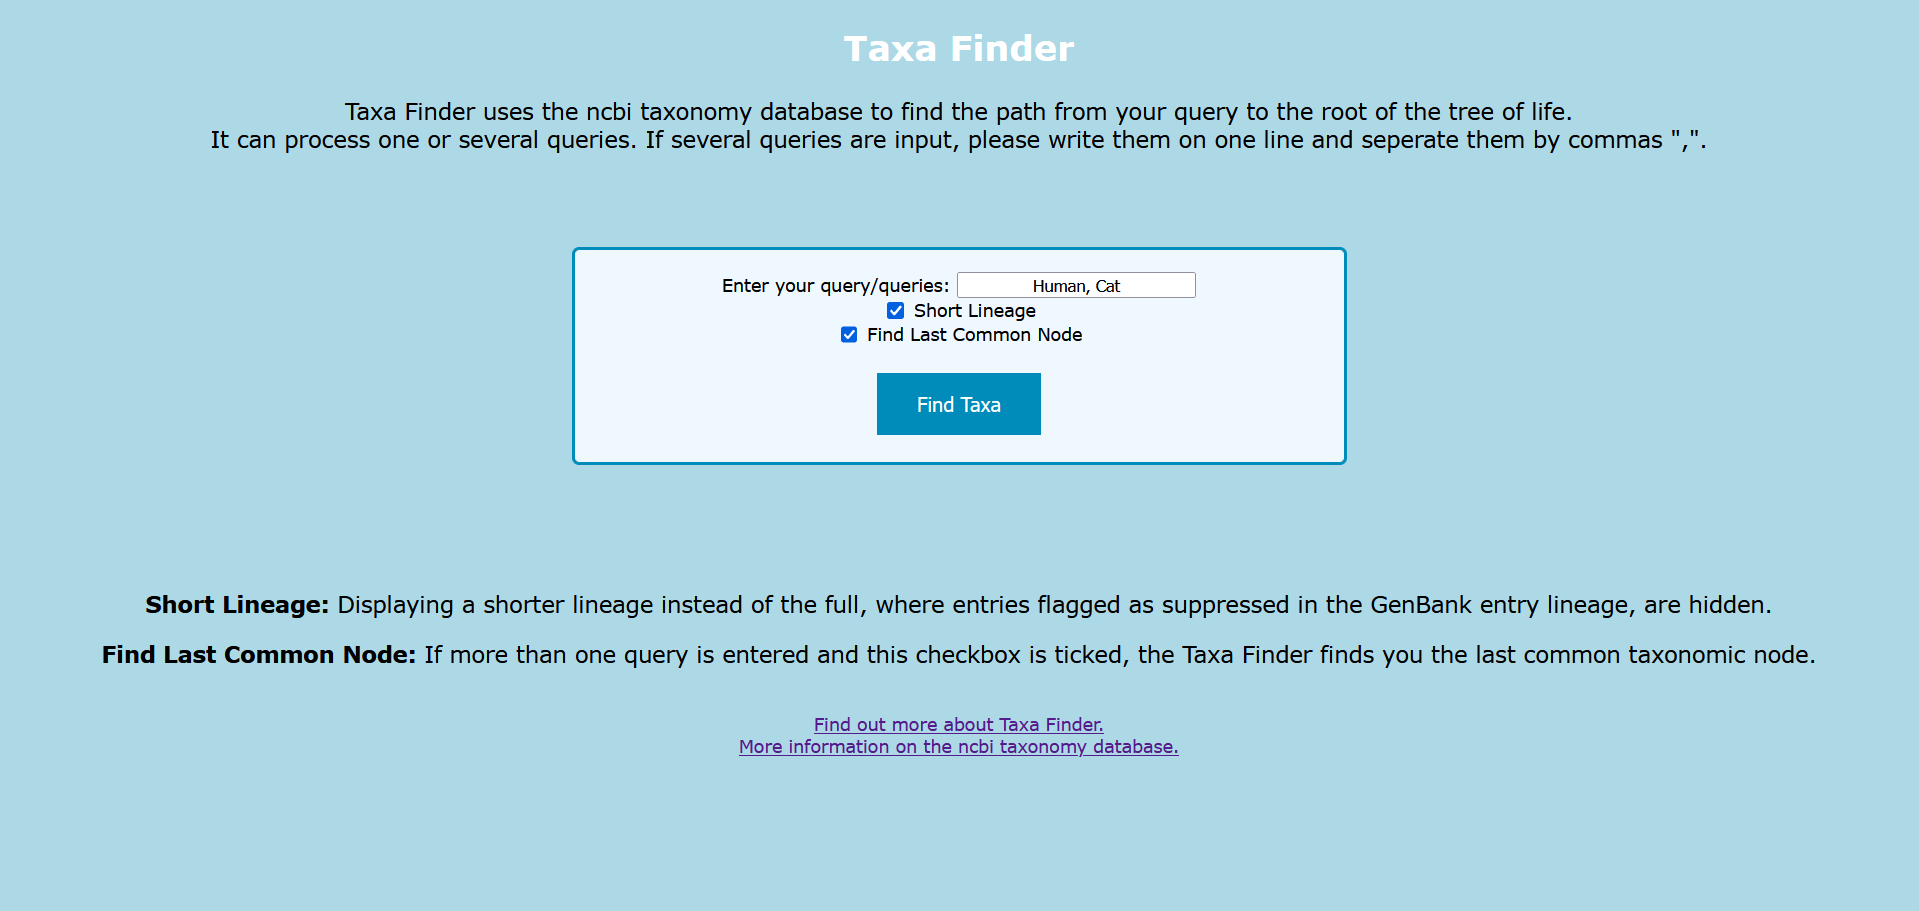 Taxa Finder
Taxa Finder uses the ncbi taxonomy database to find the path from your query to the root of the tree of life.
It can process one or several queries. If several queries are input, please write them on one line and seperate them by commas ",".
Enter your query/queries: Human, Cat
Short Lineage
Find Last Common Node
Find Taxa
Short Lineage: Displaying a shorter lineage instead of the full, where entries flagged as suppressed in the GenBank entry lineage, are hidden.
Find Last Common Node: If more than one query is entered and this checkbox is ticked, the Taxa Finder finds you the last common taxonomic node.
Find out more about Taxa Finder.
More information on the ncbi taxonomy database.